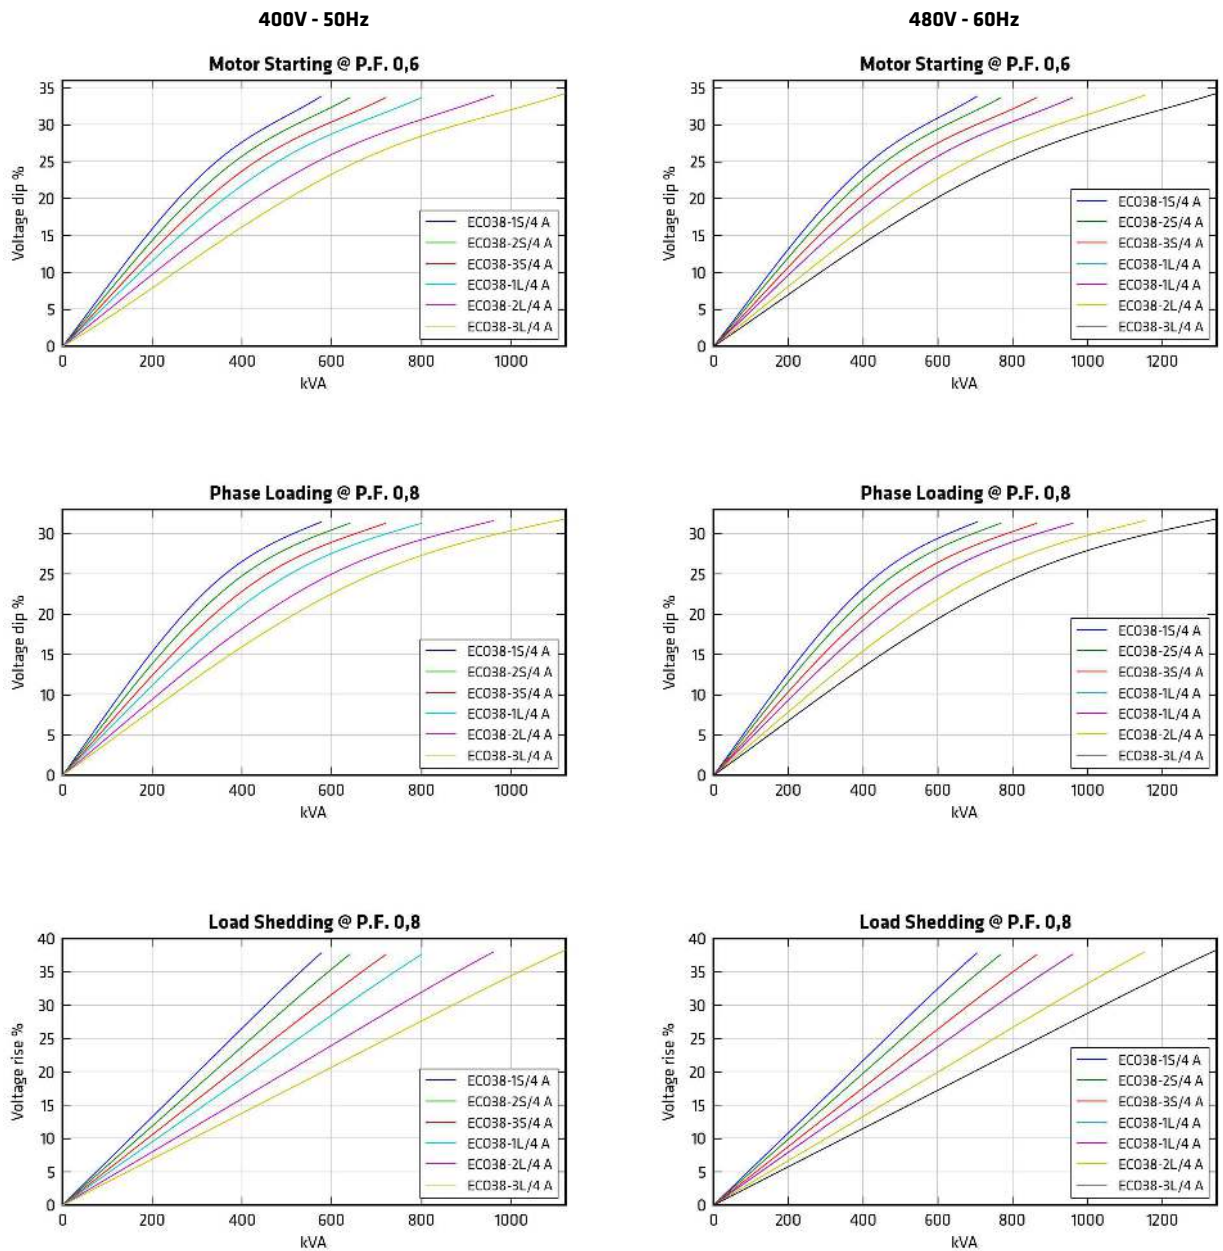 400V - 50Hz
480V - 60Hz
Motor Starting @ P.F. 0,6
Voltage dip %
35
30
25
20
15
10
5
0
0 200 400 600 800 1000
kVA
ECO38-1S/4 A
ECO38-2S/4 A
ECO38-3S/4 A
ECO38-1L/4 A
ECO38-2L/4 A
ECO38-3L/4 A
Motor Starting @ P.F. 0,6
Voltage dip %
35
30
25
20
15
10
5
0
0 200 400 600 800 1000 1200
kVA
ECO38-1S/4 A
ECO38-2S/4 A
ECO38-3S/4 A
ECO38-1L/4 A
ECO38-1L/4 A
ECO38-2L/4 A
ECO38-3L/4 A
Phase Loading @ P.F. 0,8
Voltage dip %
30
25
20
15
10
5
0
0 200 400 600 800 1000
kVA
ECO38-1S/4 A
ECO38-2S/4 A
ECO38-3S/4 A
ECO38-1L/4 A
ECO38-2L/4 A
ECO38-3L/4 A
Phase Loading @ P.F. 0,8
Voltage dip %
30
25
20
15
10
5
0
0 200 400 600 800 1000 1200
kVA
ECO38-1S/4 A
ECO38-2S/4 A
ECO38-3S/4 A
ECO38-1L/4 A
ECO38-1L/4 A
ECO38-2L/4 A
ECO38-3L/4 A
Load Shedding @ P.F. 0,8
Voltage rise %
40
35
30
25
20
15
10
5
0
0 200 400 600 800 1000
kVA
ECO38-1S/4 A
ECO38-2S/4 A
ECO38-3S/4 A
ECO38-1L/4 A
ECO38-2L/4 A
ECO38-3L/4 A
Load Shedding @ P.F. 0,8
Voltage rise %
40
35
30
25
20
15
10
5
0
0 200 400 600 800 1000 1200
kVA
ECO38-1S/4 A
ECO38-2S/4 A
ECO38-3S/4 A
ECO38-1L/4 A
ECO38-1L/4 A
ECO38-2L/4 A
ECO38-3L/4 A